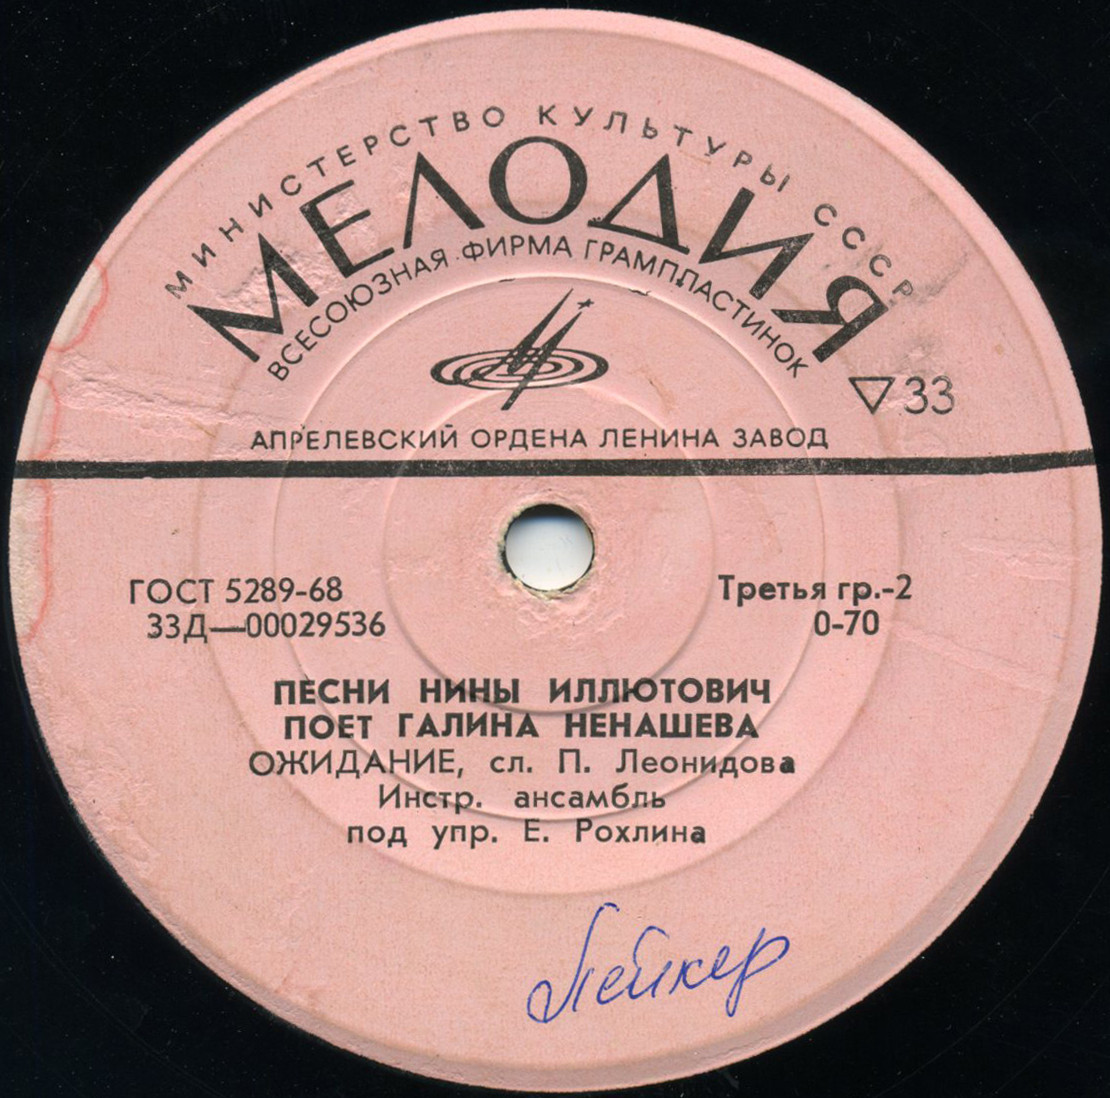 МИНИСТЕРСТВО КУЛЬТУРЫ СССР
МЕЛОДИЯ
ВСЕСОЮЗНАЯ ФИРМА ГРАМПЛАСТИНОК
▽33
АПРЕЛЕВСКИЙ ОРДЕНА ЛЕНИНА ЗАВОД
ГОСТ 5289-68
Третья гр.-2
33Д—00029536
0-70
ПЕСНИ НИНЫ ИЛЛЮТОВИЧ
ПОЕТ ГАЛИНА НЕНАШЕВА
ОЖИДАНИЕ, сл. П. Леонидова
Инстр. ансамбль
под упр. Е. Рохлина
Лейкер